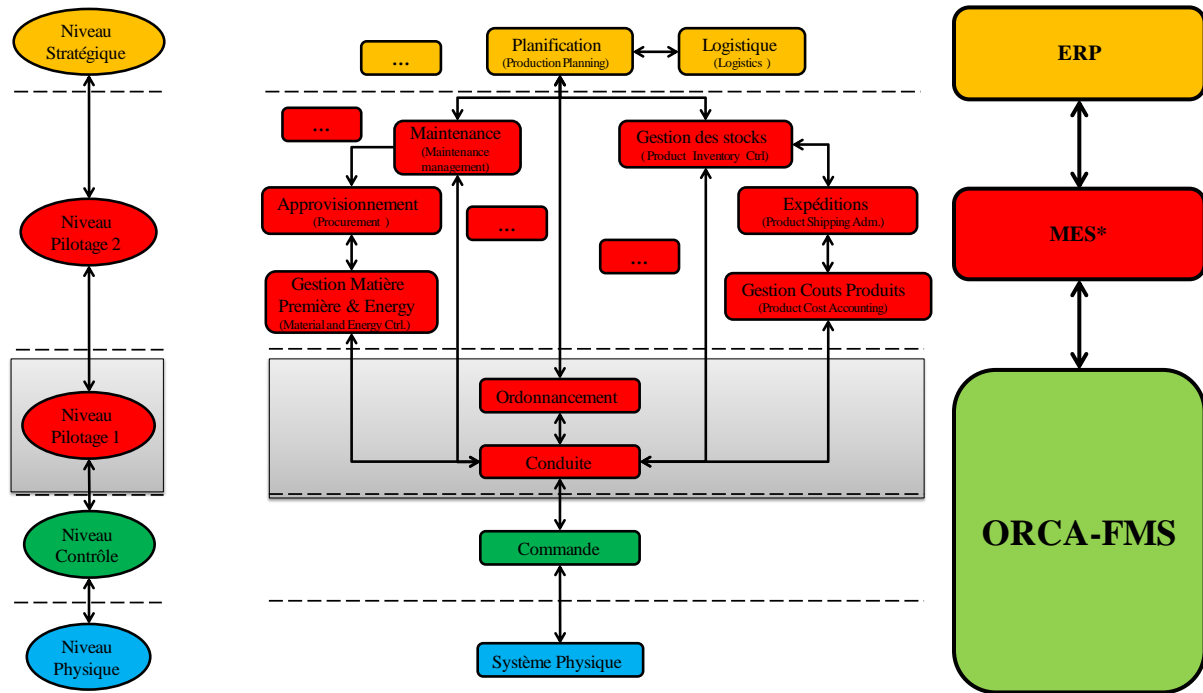 Niveau
Stratégique
Niveau
Pilotage 2
Niveau
Pilotage 1
Niveau
Contrôle
Niveau
Physique
...
Planification
(Production Planning)
Logistique
(Logistics )
...
Maintenance
(Maintenance
management)
Gestion des stocks
( Product Inventory Ctrl)
Approvisionnement
(Procurement )
...
...
Expéditions
(Product Shipping Adm.)
Gestion Matière
Première & Energy
(Material and Energy Ctrl.)
Gestion Couts Produits
(Product Cost Accounting)
Ordonnancement
Conduite
Commande
Système Physique
ERP
MES*
ORCA-FMS